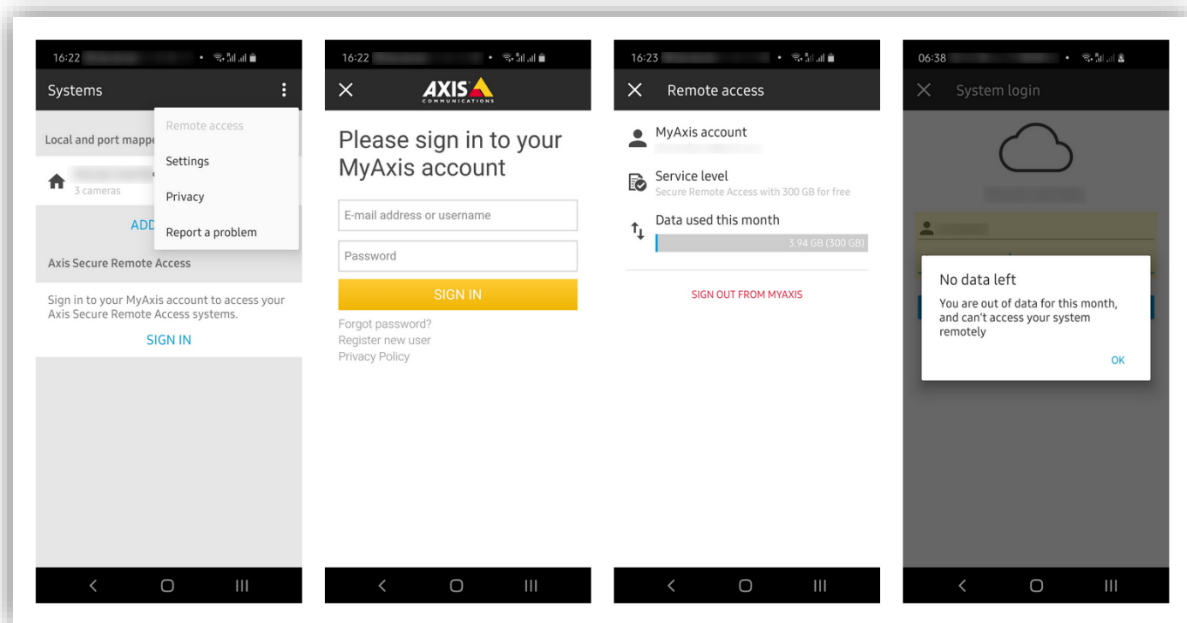 16:22
Systems
Local and port mappe
3 cameras
ADD
Axis Secure Remote Access
Sign in to your MyAxis account to access your
Axis Secure Remote Access systems.
SIGN IN
Remote access
Settings
Privacy
Report a problem
16:22
AXIS
COMMUNICATIONS
Please sign in to your
MyAxis account
E-mail address or username
Password
SIGN IN
Forgot password?
Register new user
Privacy Policy
16:23
Remote access
MyAxis account
Service level
Secure Remote Access with 300 GB for free
Data used this month
3.94 GB (300 GB)
SIGN OUT FROM MYAXIS
06:38
System login
No data left
You are out of data for this month,
and can't access your system
remotely
OK